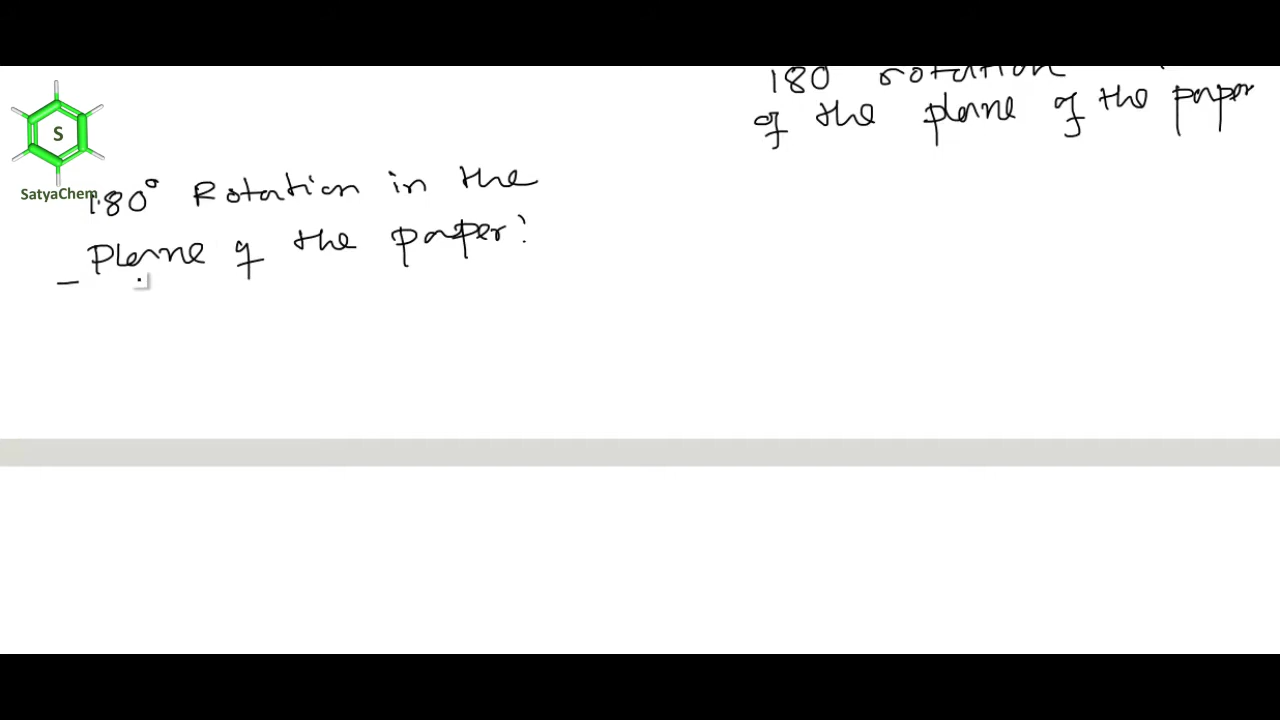 180 rotation
of the plane of the paper
S
SatyaChem
180° Rotation in the
Plane of the paper: